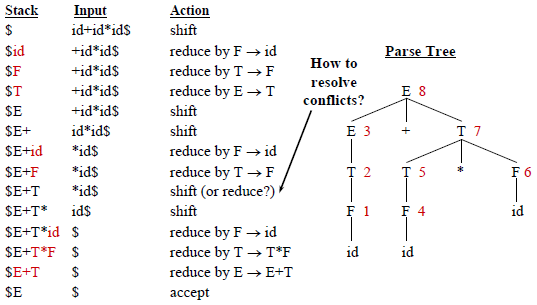 Stack Input Action
$ id+id*id$ shift
$id +id*id$ reduce by F → id
$F +id*id$ reduce by T → F
$T +id*id$ reduce by E → T
$E +id*id$ shift
$E+ id*id$ shift
$E+id *id$ reduce by F → id
$E+F *id$ reduce by T → F
$E+T *id$ shift (or reduce?)
$E+T* id$ shift
$E+T*id $ reduce by F → id
$E+T*F $ reduce by T → T*F
$E+T $ reduce by E → E+T
$E $ accept
How to
resolve
conflicts?
Parse Tree
E 8
E 3 + T 7
T 2 T 5 * F 6
F 1 F 4 id
id id